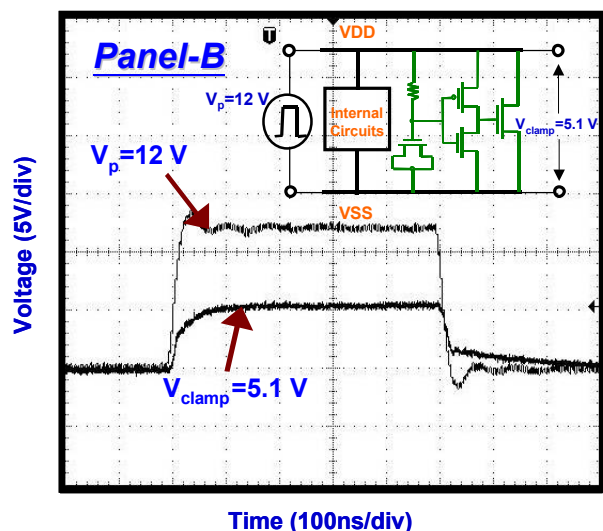 Panel-B
T
VDD
Vp=12 V
Internal
Circuits
Vclamp=5.1 V
VSS
Vp=12 V
Vclamp=5.1 V
Voltage (5V/div)
Time (100ns/div)